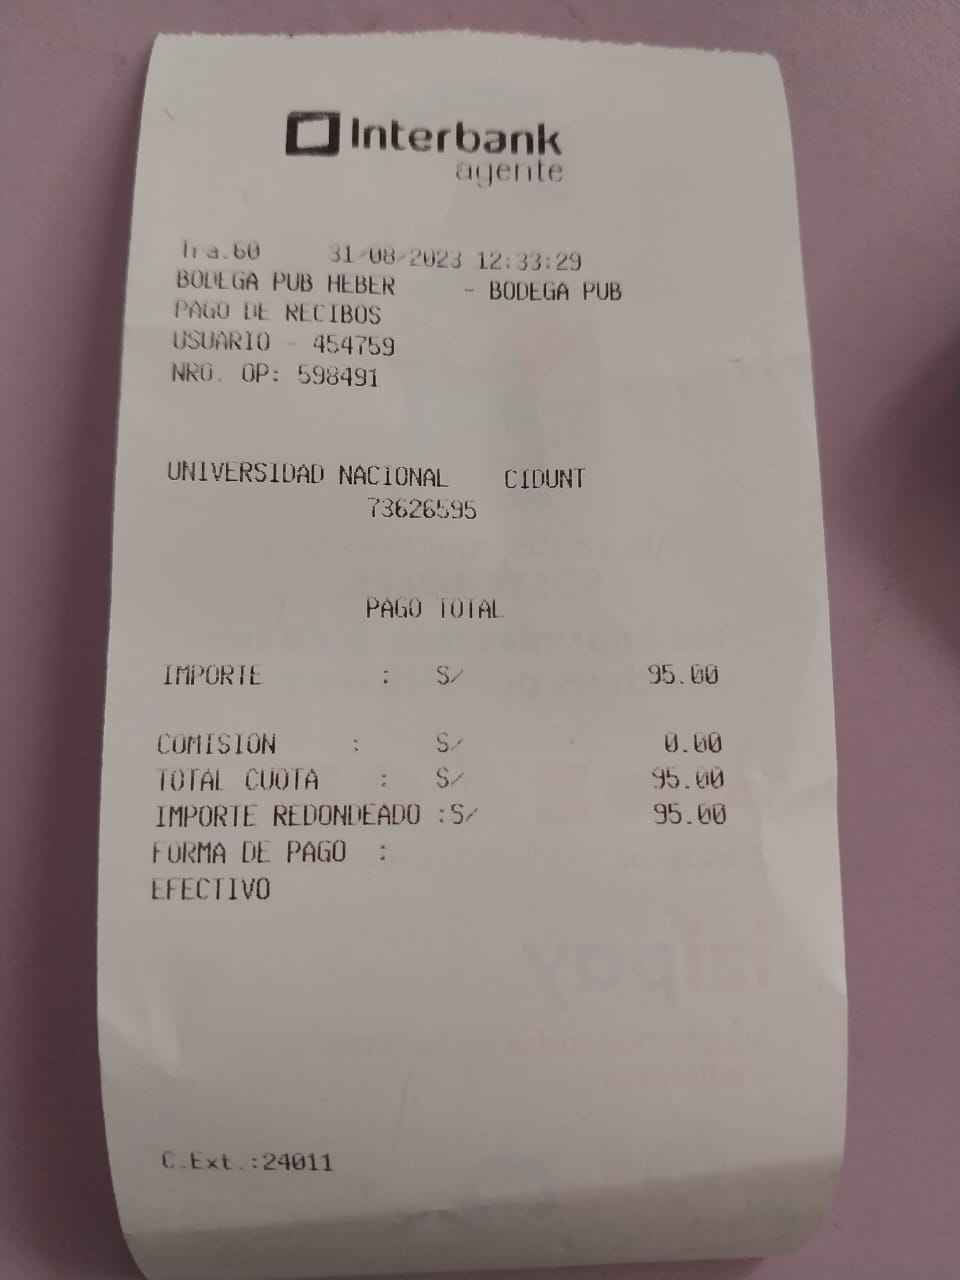 Interbank
agente
Tra.60 31/08/2023 12:33:29
BODEGA PUB HEBER - BODEGA PUB
PAGO DE RECIBOS
USUARIO - 454759
NRO. OP: 598491
UNIVERSIDAD NACIONAL CIDUNT
73626595
PAGO TOTAL
IMPORTE : S/ 95.00
COMISION : S/ 0.00
TOTAL CUOTA : S/ 95.00
IMPORTE REDONDEADO :S/ 95.00
FORMA DE PAGO :
EFECTIVO
izipay
C.Ext.:24011